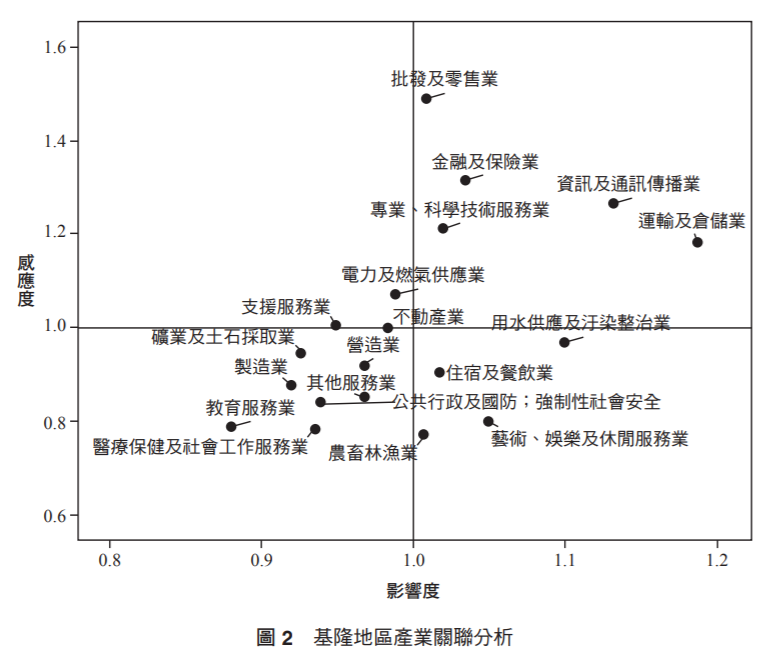 1.6
批發及零售業
1.4
金融及保險業
資訊及通訊傳播業
專業、科學技術服務業
運輸及倉儲業
1.2
感應度
電力及燃氣供應業
支援服務業
不動產業
用水供應及汙染整治業
1.0
礦業及土石採取業
營造業
製造業
其他服務業
住宿及餐飲業
教育服務業
公共行政及國防；強制性社會安全
0.8
醫療保健及社會工作服務業
農畜林漁業
藝術、娛樂及休閒服務業
0.6
0.8 0.9 1.0 1.1 1.2
影響度
圖 2 基隆地區產業關聯分析